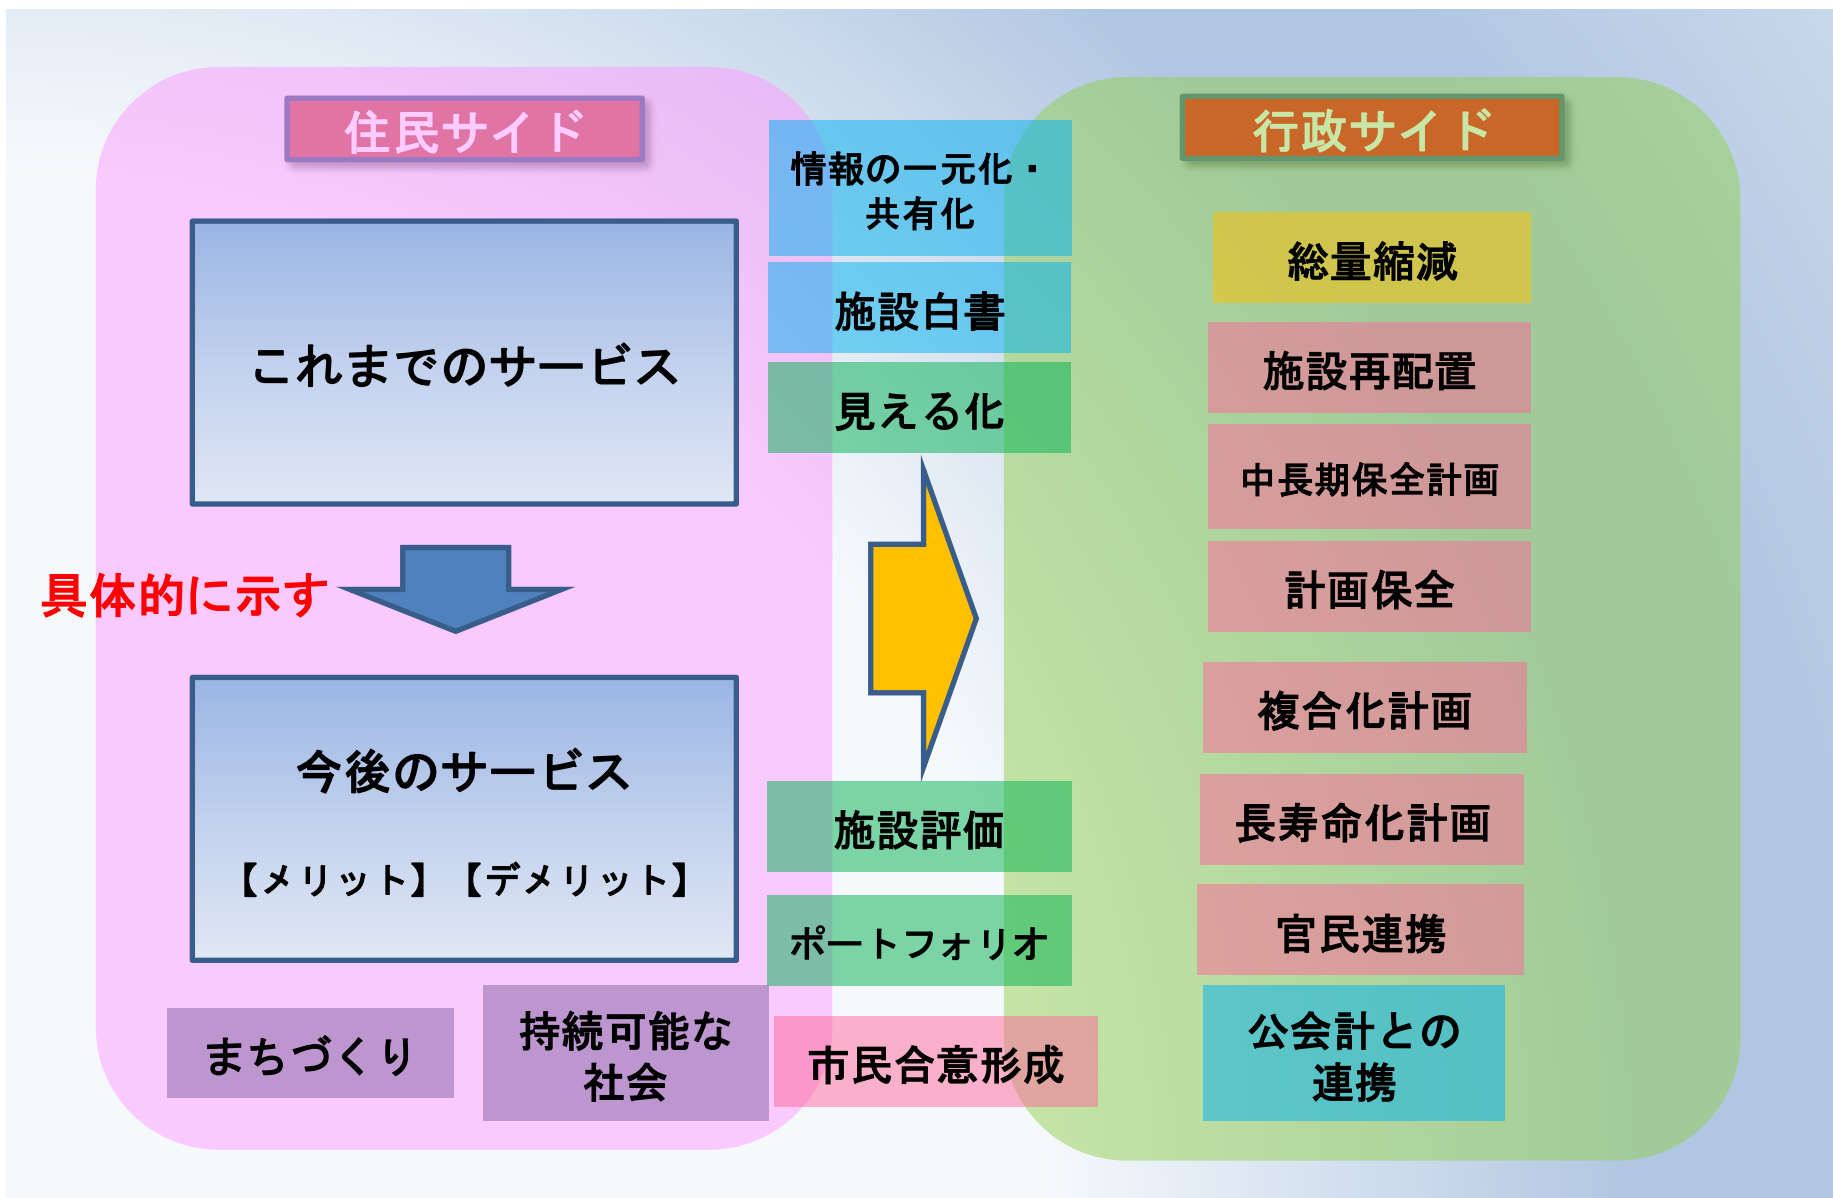 住民サイド
これまでのサービス
具体的に示す
今後のサービス
【メリット】【デメリット】
まちづくり
持続可能な
社会
情報の一元化・
共有化
施設白書
見える化
施設評価
ポートフォリオ
市民合意形成
行政サイド
総量縮減
施設再配置
中長期保全計画
計画保全
複合化計画
長寿命化計画
官民連携
公会計との
連携